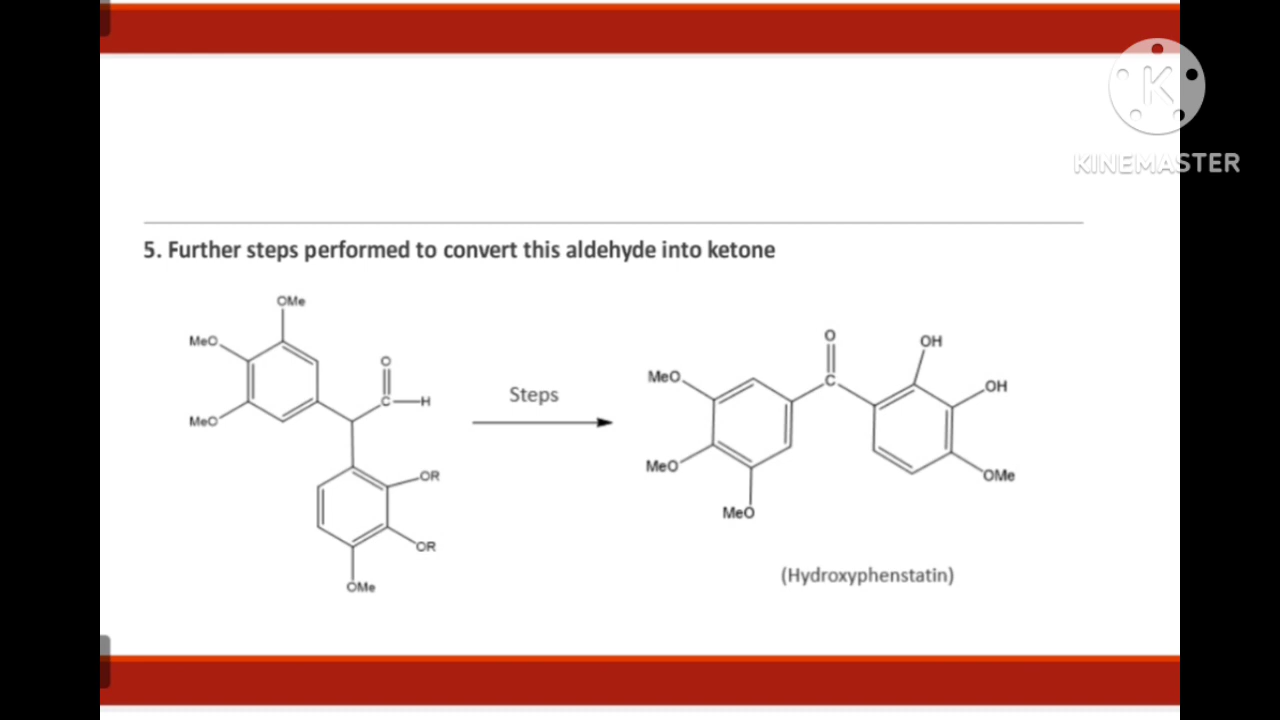 K
KINEMASTER
5. Further steps performed to convert this aldehyde into ketone
OMe
MeO
MeO
O
C H
OR
OR
OMe
Steps
O
C
OH
OH
MeO
MeO
MeO
OMe
(Hydroxyphenstatin)